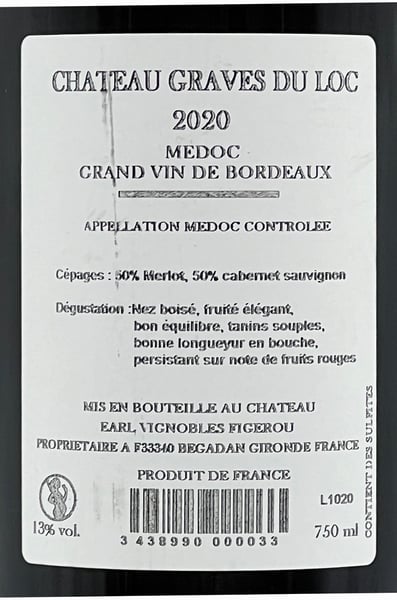 CHATEAU GRAVES DU LOC
2020
MEDOC
GRAND VIN DE BORDEAUX
APPELLATION MEDOC CONTROLEE
Cépages : 50% Merlot, 50% cabernet sauvignon
Dégustation :Nez boisé, fruité élégant,
bon équilibre, tanins souples,
bonne longueyur en bouche,
persistant sur note de fruits rouges
MIS EN BOUTEILLE AU CHATEAU
EARL VIGNOBLES FIGEROU
PROPRIETAIRE A F33340 BEGADAN GIRONDE FRANCE
PRODUIT DE FRANCE
13% vol.
3 438990 000033
L1020
750 ml
CONTIENT DES SULFITES